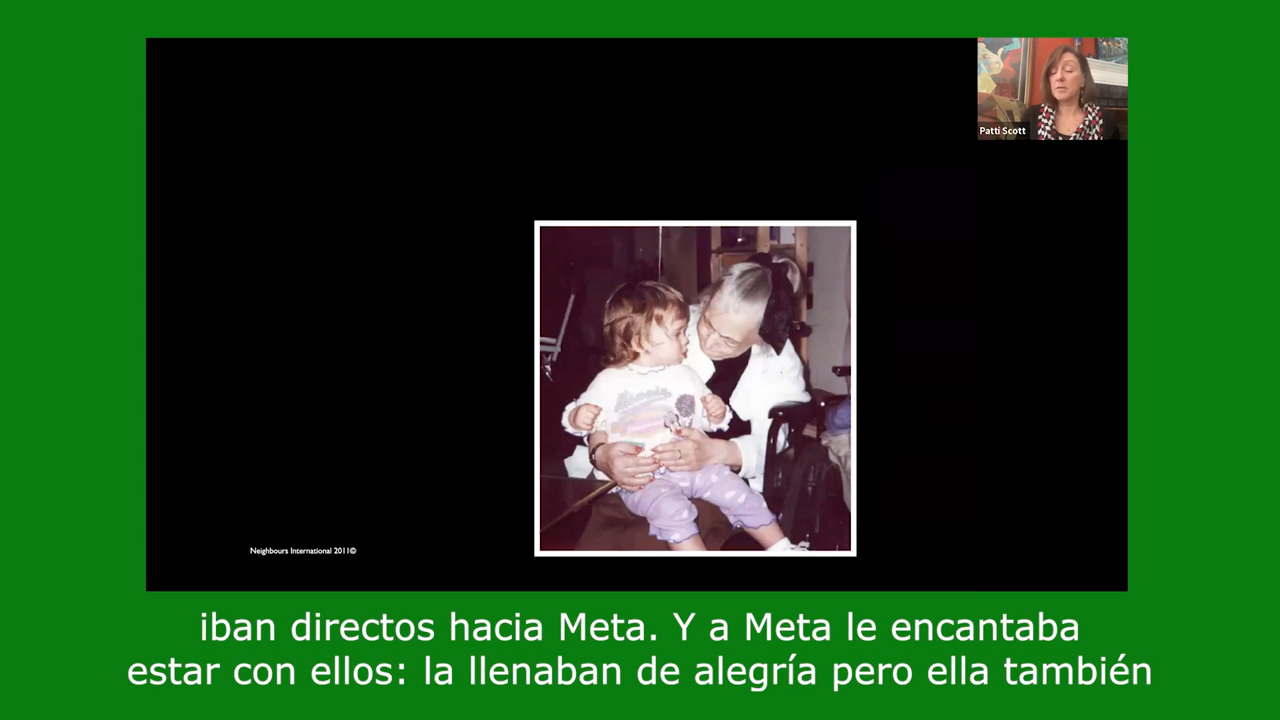 Patti Scott
Neighbours International 2011©
iban directos hacia Meta. Y a Meta le encantaba
estar con ellos: la llenaban de alegría pero ella también